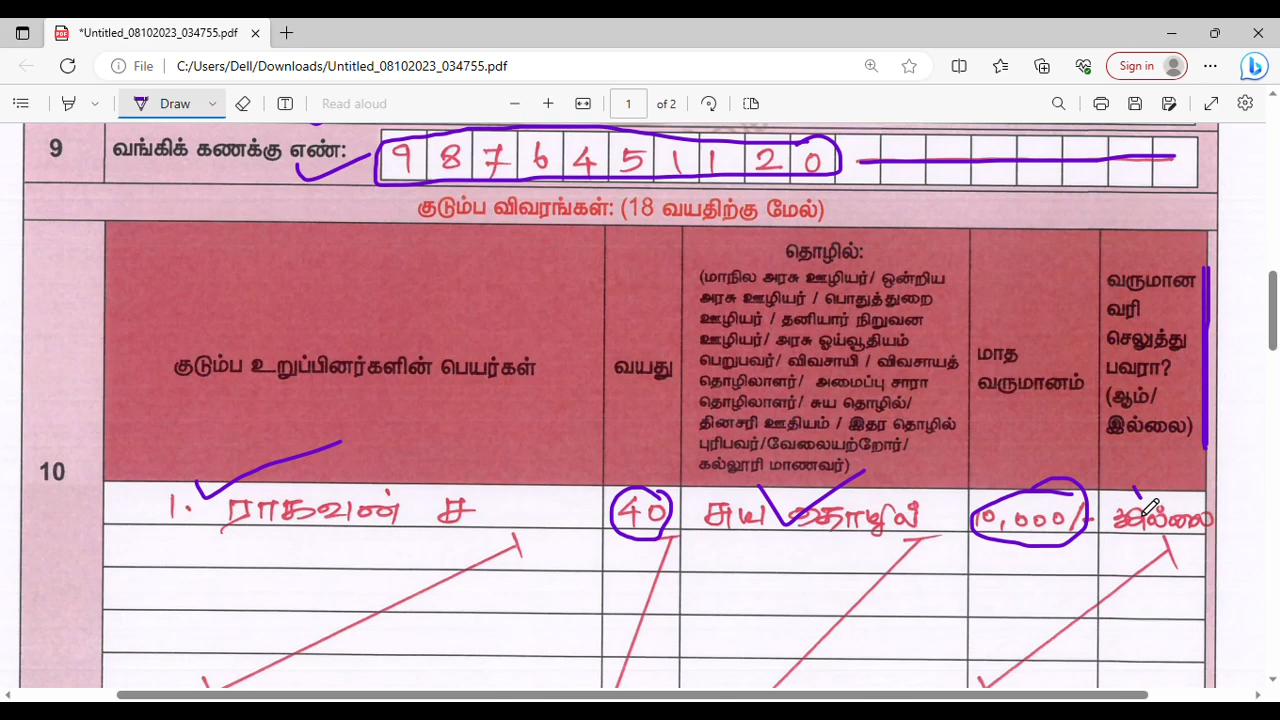 *Untitled_08102023_034755.pdf
File C:/Users/Dell/Downloads/Untitled_08102023_034755.pdf
Sign in
Draw
Read aloud
1 of 2
9 வங்கிக் கணக்கு எண்: 9 8 7 6 4 5 1 1 2 0
குடும்ப விவரங்கள்: (18 வயதிற்கு மேல்)
10
குடும்ப உறுப்பினர்களின் பெயர்கள்
வயது
தொழில்:
(மாநில அரசு ஊழியர்/ ஒன்றிய
அரசு ஊழியர் / பொதுத்துறை
ஊழியர் / தனியார் நிறுவன
ஊழியர்/ அரசு ஓய்வூதியம்
பெறுபவர்/ விவசாயி / விவசாயத்
தொழிலாளர்/ அமைப்பு சாரா
தொழிலாளர்/ சுய தொழில்/
தினசரி ஊதியம் / இதர தொழில்
புரிபவர்/வேலையற்றோர்/
கல்லூரி மாணவர்)
மாத
வருமானம்
வருமான
வரி
செலுத்து
பவரா?
(ஆம்/
இல்லை)
1. ராகவன் ச 40 சுய தொழில் 10,000/- இல்லை